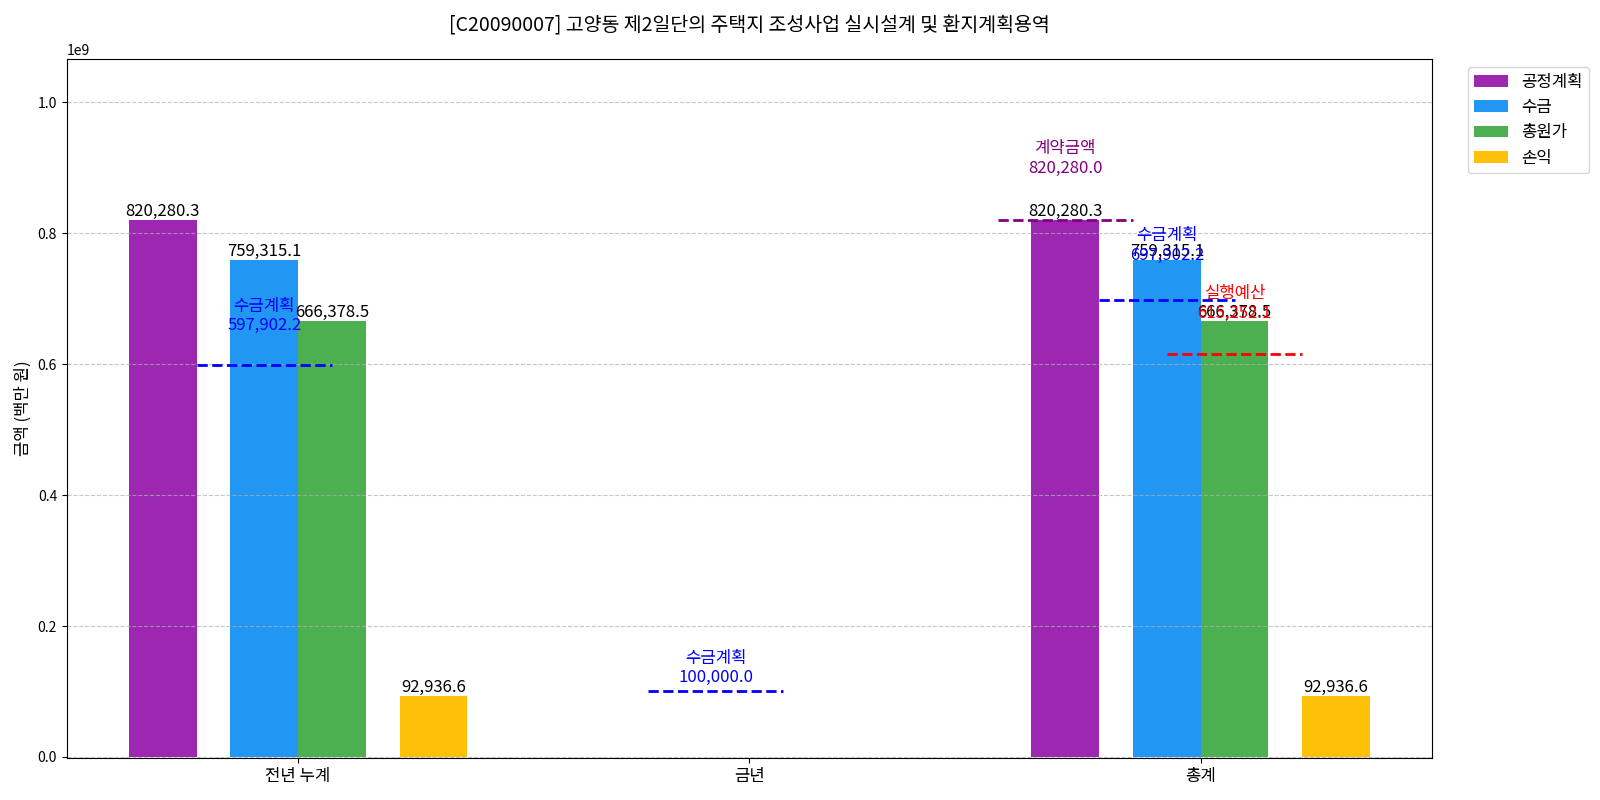 [C20090007] 고양동 제2일단의 주택지 조성사업 실시설계 및 환지계획용역
1e9
공정계획
수금
총원가
손익
1.0
0.8
0.6
0.4
0.2
0.0
금액 (백만 원)
820,280.3
759,315.1
수금계획
597,902.2
666,378.5
92,936.6
수금계획
100,000.0
계약금액
820,280.0
820,280.3
수금계획
697,902.2
759,315.1
실행예산
666,378.5
92,936.6
전년 누계
금년
총계